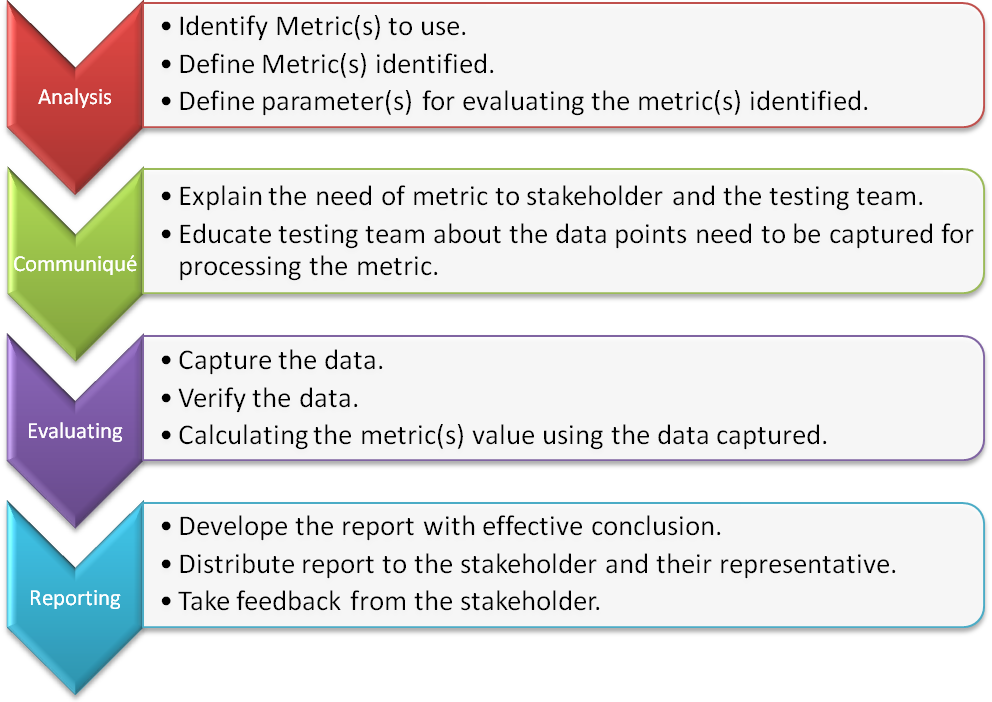 Analysis
• Identify Metric(s) to use.
• Define Metric(s) identified.
• Define parameter(s) for evaluating the metric(s) identified.
Communiqué
• Explain the need of metric to stakeholder and the testing team.
• Educate testing team about the data points need to be captured for
processing the metric.
Evaluating
• Capture the data.
• Verify the data.
• Calculating the metric(s) value using the data captured.
Reporting
• Develope the report with effective conclusion.
• Distribute report to the stakeholder and their representative.
• Take feedback from the stakeholder.